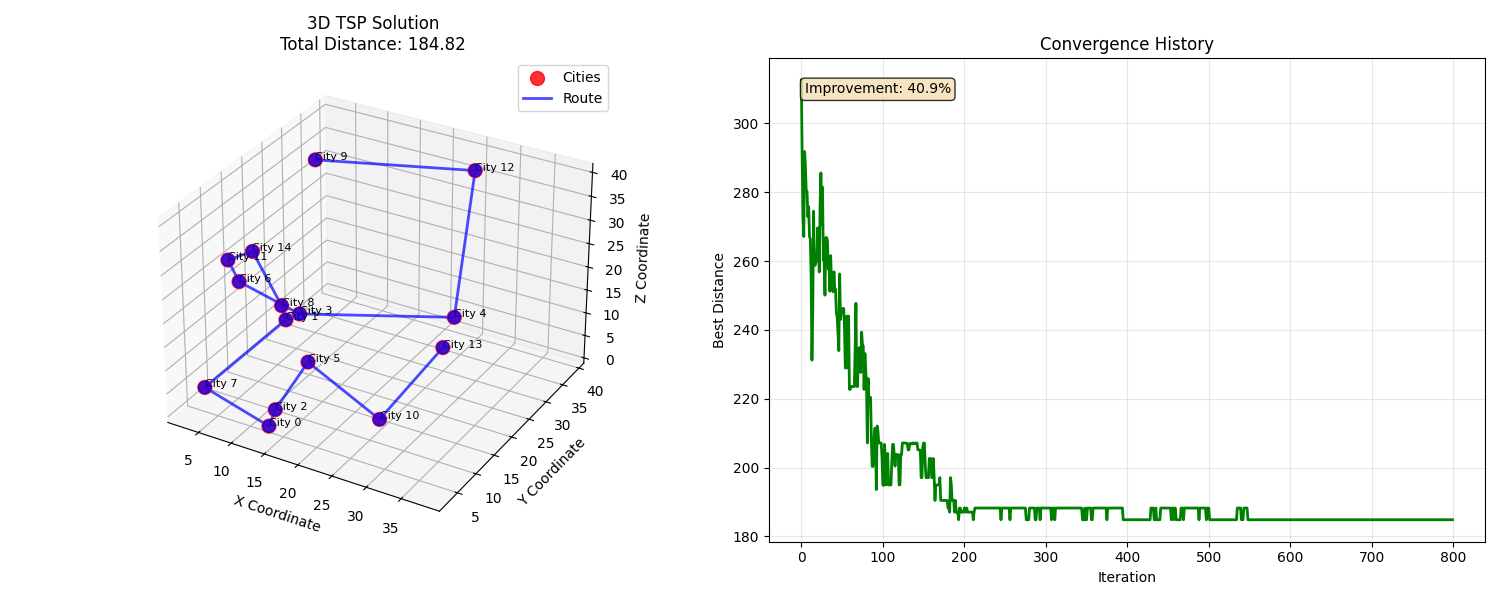 3D TSP Solution
Total Distance: 184.82
Cities
Route
City 9
City 12
City 14
City 11
City 6
City 8
City 3
City 1
City 4
City 13
City 5
City 7
City 2
City 0
City 10
40
35
30
25
20
15
10
5
0
Z Coordinate
40
35
30
25
20
15
10
5
Y Coordinate
5
10
15
20
25
30
35
X Coordinate
Convergence History
Improvement: 40.9%
300
280
260
240
220
200
180
Best Distance
0 100 200 300 400 500 600 700 800
Iteration